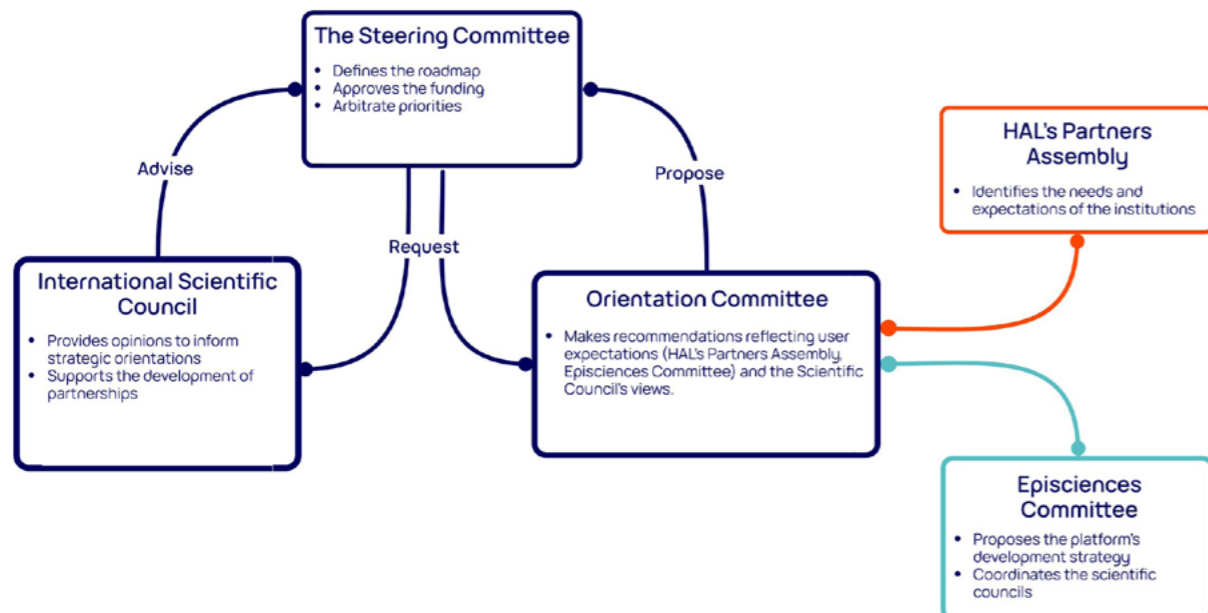 The Steering Committee
• Defines the roadmap
• Approves the funding
• Arbitrate priorities
Advise
Propose
Request
HAL's Partners
Assembly
• Identifies the needs and
expectations of the institutions
International Scientific
Council
• Provides opinions to inform
strategic orientations
• Supports the development of
partnerships
Orientation Committee
• Makes recommendations reflecting user
expectations (HAL's Partners Assembly,
Episciences Committee) and the Scientific
Council's views.
Episciences
Committee
• Proposes the platform's
development strategy
• Coordinates the scientific
councils